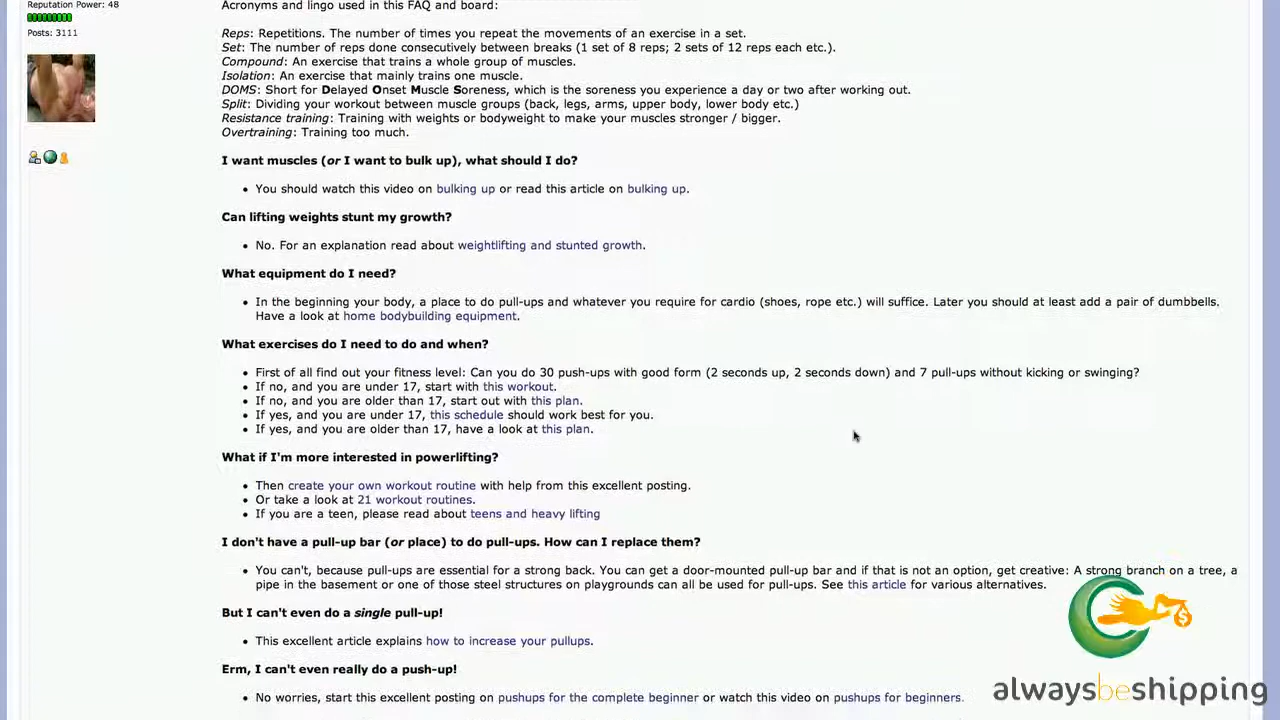 Reputation Power: 48
Posts: 3111
Acronyms and lingo used in this FAQ and board:
Reps: Repetitions. The number of times you repeat the movements of an exercise in a set.
Set: The number of reps done consecutively between breaks (1 set of 8 reps; 2 sets of 12 reps each etc.).
Compound: An exercise that trains a whole group of muscles.
Isolation: An exercise that mainly trains one muscle.
DOMS: Short for Delayed Onset Muscle Soreness, which is the soreness you experience a day or two after working out.
Split: Dividing your workout between muscle groups (back, legs, arms, upper body, lower body etc.)
Resistance training: Training with weights or bodyweight to make your muscles stronger / bigger.
Overtraining: Training too much.
I want muscles (or I want to bulk up), what should I do?
• You should watch this video on bulking up or read this article on bulking up.
Can lifting weights stunt my growth?
• No. For an explanation read about weightlifting and stunted growth.
What equipment do I need?
• In the beginning your body, a place to do pull-ups and whatever you require for cardio (shoes, rope etc.) will suffice. Later you should at least add a pair of dumbbells.
Have a look at home bodybuilding equipment.
What exercises do I need to do and when?
• First of all find out your fitness level: Can you do 30 push-ups with good form (2 seconds up, 2 seconds down) and 7 pull-ups without kicking or swinging?
• If no, and you are under 17, start with this workout.
• If no, and you are older than 17, start out with this plan.
• If yes, and you are under 17, this schedule should work best for you.
• If yes, and you are older than 17, have a look at this plan.
What if I'm more interested in powerlifting?
• Then create your own workout routine with help from this excellent posting.
• Or take a look at 21 workout routines.
• If you are a teen, please read about teens and heavy lifting
I don't have a pull-up bar (or place) to do pull-ups. How can I replace them?
• You can't, because pull-ups are essential for a strong back. You can get a door-mounted pull-up bar and if that is not an option, get creative: A strong branch on a tree, a
pipe in the basement or one of those steel structures on playgrounds can all be used for pull-ups. See this article for various alternatives.
But I can't even do a single pull-up!
• This excellent article explains how to increase your pullups.
Erm, I can't even really do a push-up!
• No worries, start this excellent posting on pushups for the complete beginner or watch this video on pushups for beginners.
$
alwaysbeshipping